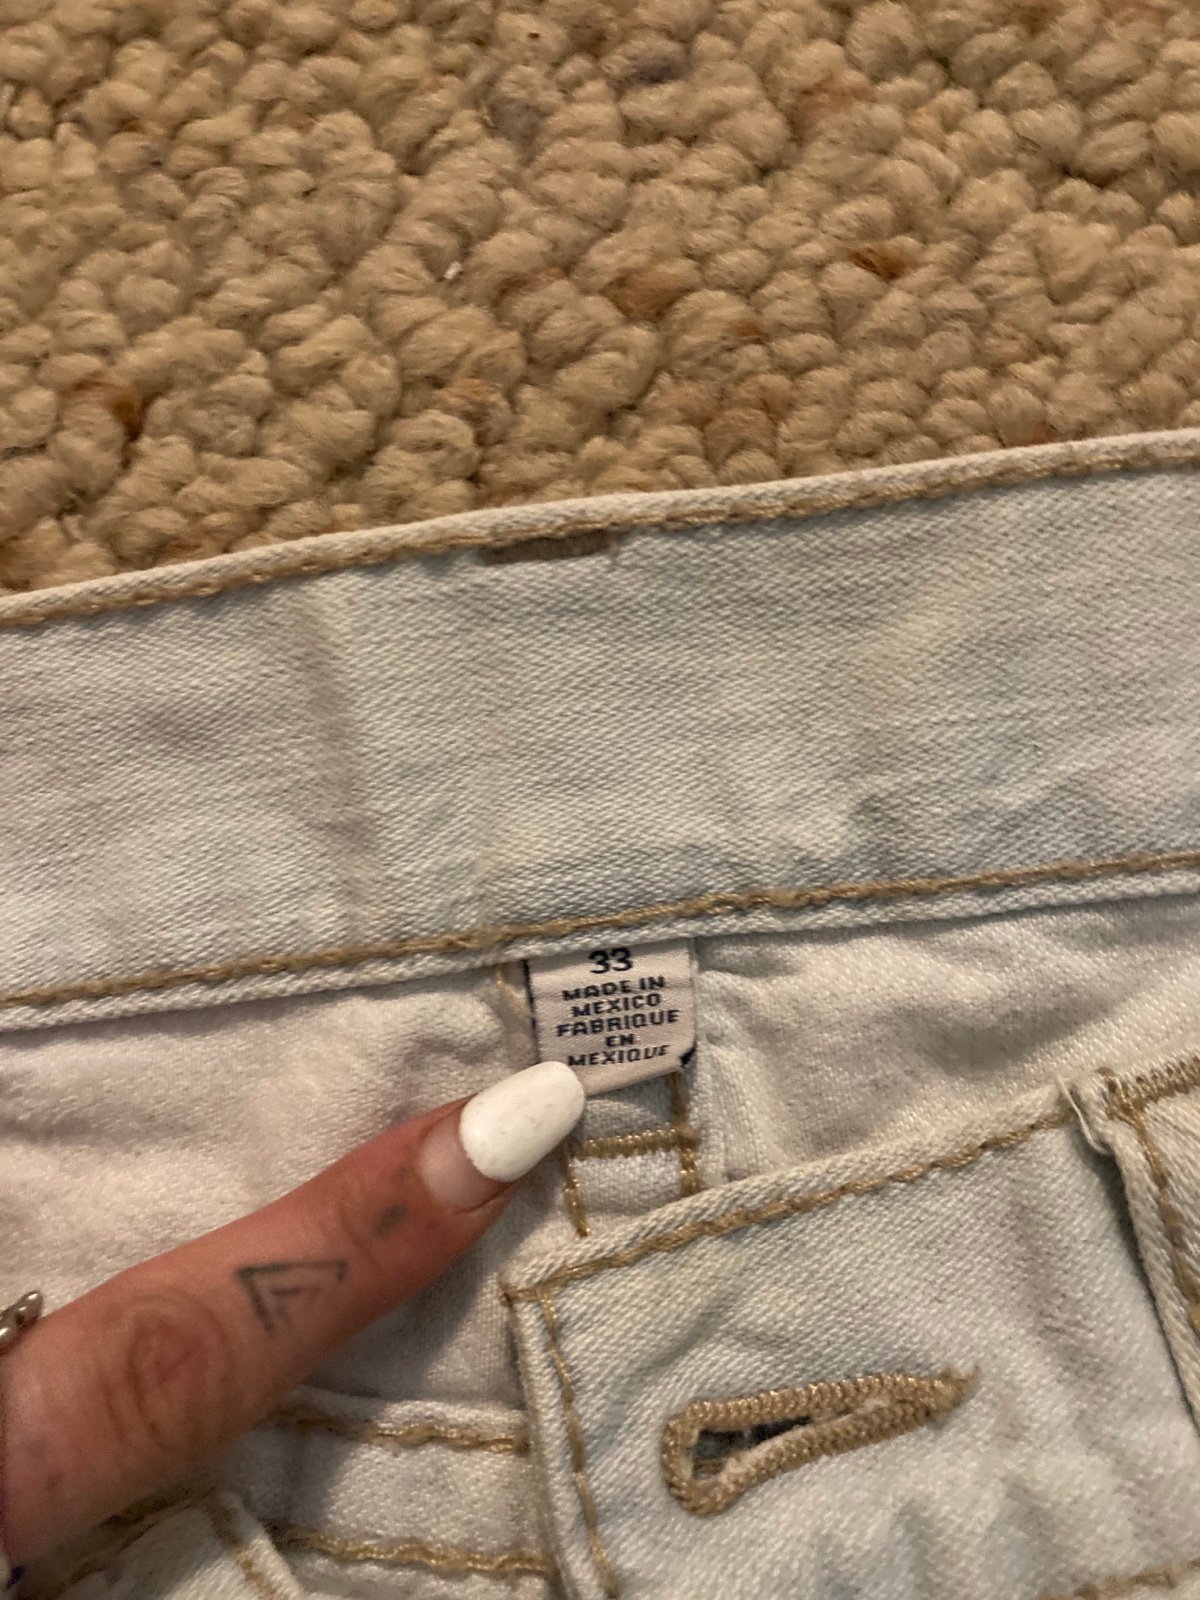 33
MADE IN
MEXICO
FABRIQUE
EN
MEXIQUE